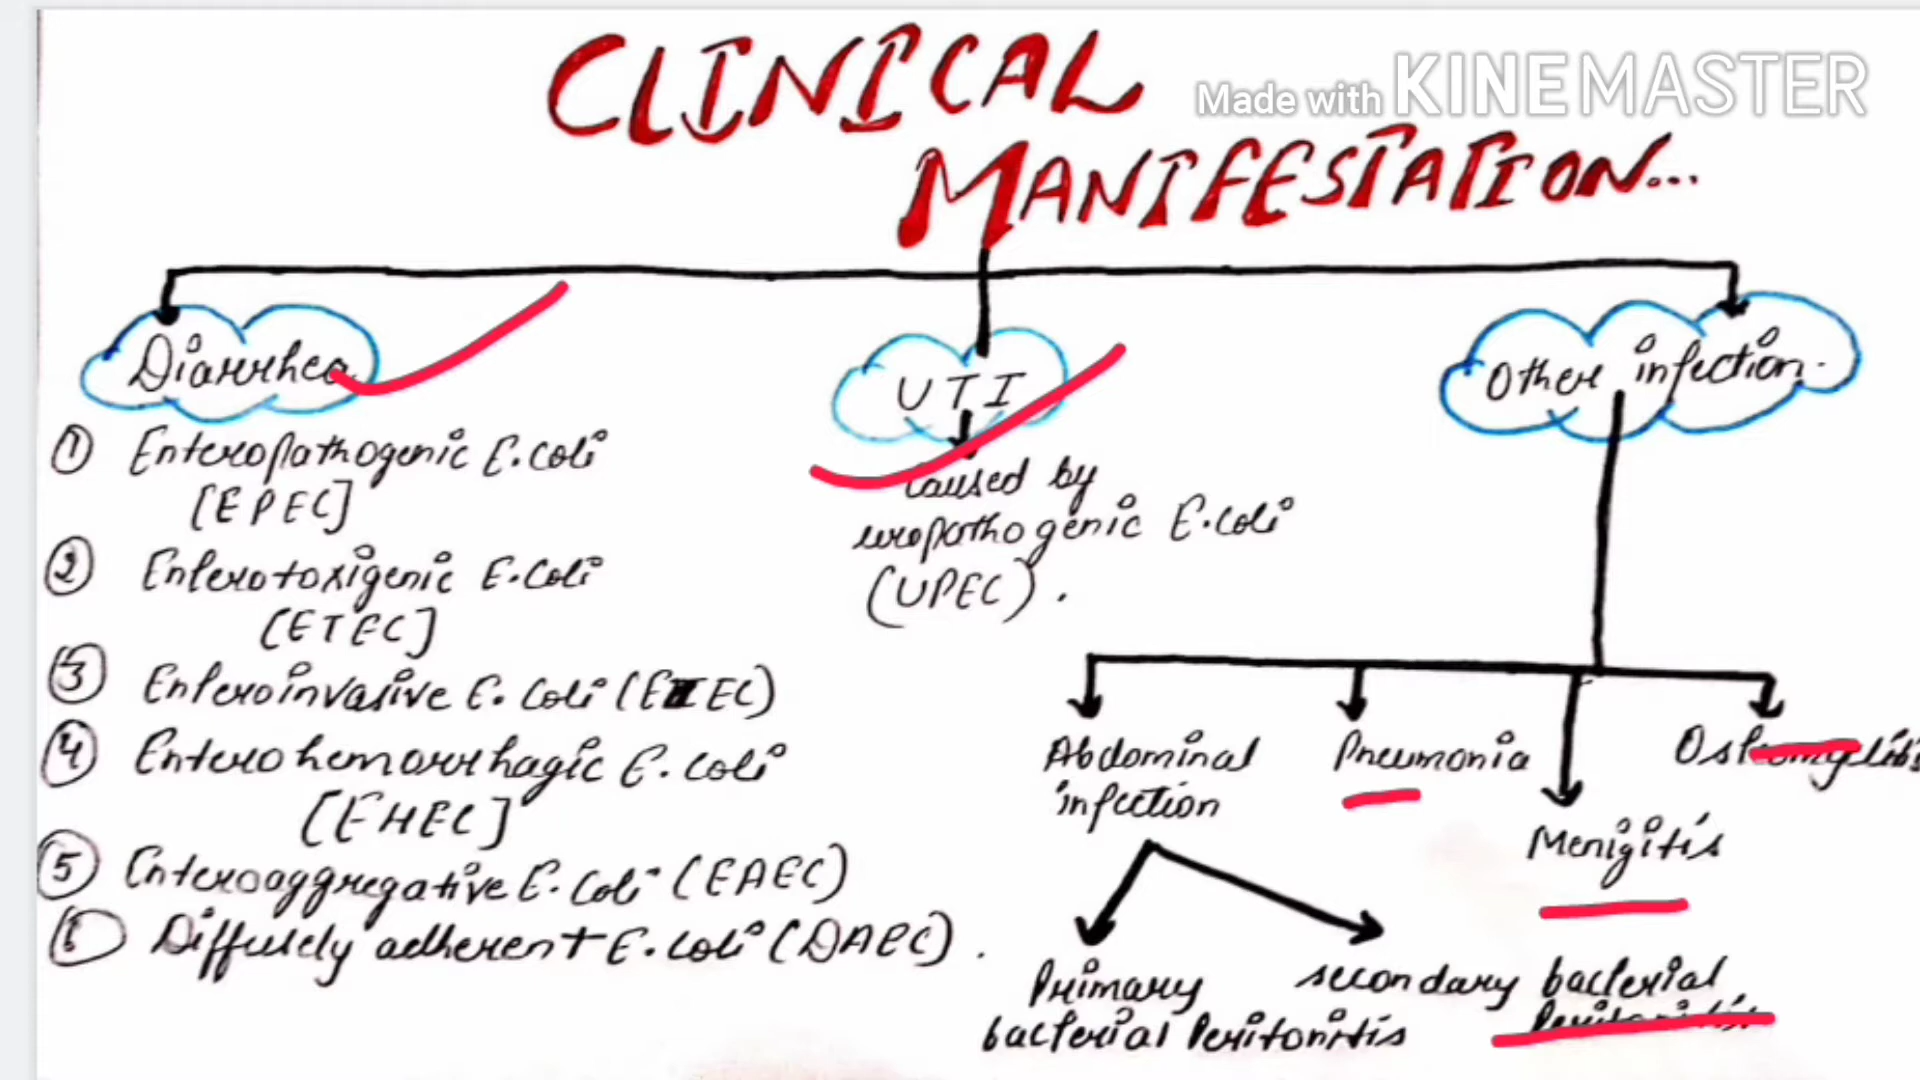 CLINICAL
MANIFESTATION...
Made with KINEMASTER
Diarrhea
① Enteropathogenic E.coli
[EPEC]
② Enterotoxigenic E.coli
[ETEC]
③ Enteroinvasive E. coli (EIEC)
④ Enterohemorrhagic E. coli
[EHEC]
⑤ Enteroaggregative E. coli (EAEC)
⑥ Diffusely adherent E. coli (DAEC).
UTI
caused by
uropathogenic E.coli
(UPEC).
Other infection.
Abdominal
infection
Pneumonia
Menigitis
Primary
bacterial Peritonitis
secondary bacterial
Peritonitis